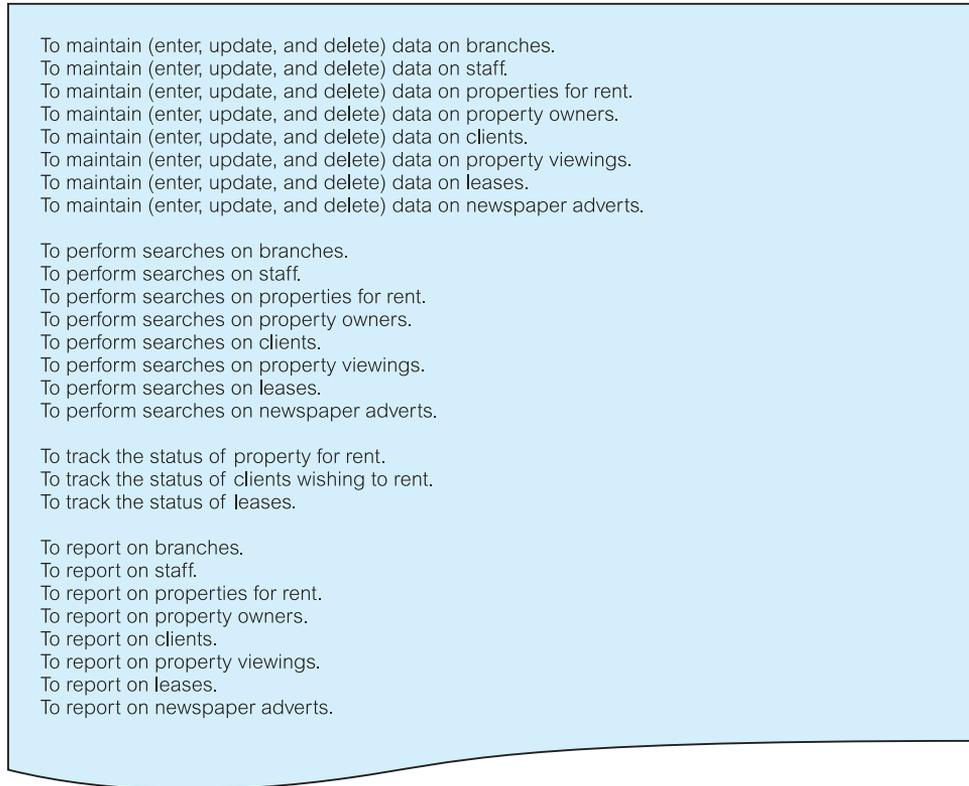 To maintain (enter, update, and delete) data on branches.
To maintain (enter, update, and delete) data on staff.
To maintain (enter, update, and delete) data on properties for rent.
To maintain (enter, update, and delete) data on property owners.
To maintain (enter, update, and delete) data on clients.
To maintain (enter, update, and delete) data on property viewings.
To maintain (enter, update, and delete) data on leases.
To maintain (enter, update, and delete) data on newspaper adverts.
To perform searches on branches.
To perform searches on staff.
To perform searches on properties for rent.
To perform searches on property owners.
To perform searches on clients.
To perform searches on property viewings.
To perform searches on leases.
To perform searches on newspaper adverts.
To track the status of property for rent.
To track the status of clients wishing to rent.
To track the status of leases.
To report on branches.
To report on staff.
To report on properties for rent.
To report on property owners.
To report on clients.
To report on property viewings.
To report on leases.
To report on newspaper adverts.